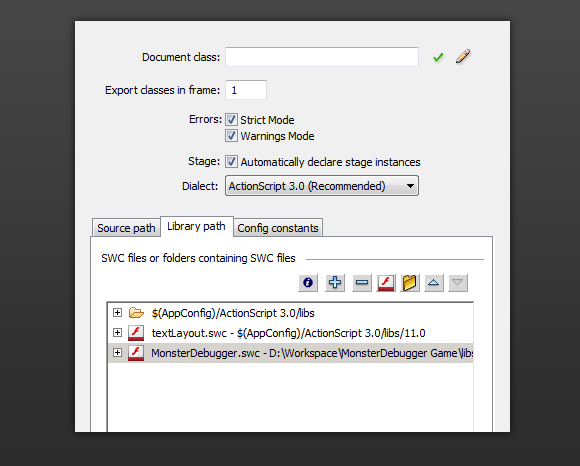 Document class:
Export classes in frame: 1
Errors: Strict Mode
Warnings Mode
Stage: Automatically declare stage instances
Dialect: ActionScript 3.0 (Recommended)
Source path Library path Config constants
SWC files or folders containing SWC files
$(AppConfig)/ActionScript 3.0/libs
textLayout.swc - $(AppConfig)/ActionScript 3.0/libs/11.0
MonsterDebugger.swc - D:\Workspace\MonsterDebugger Game\libs